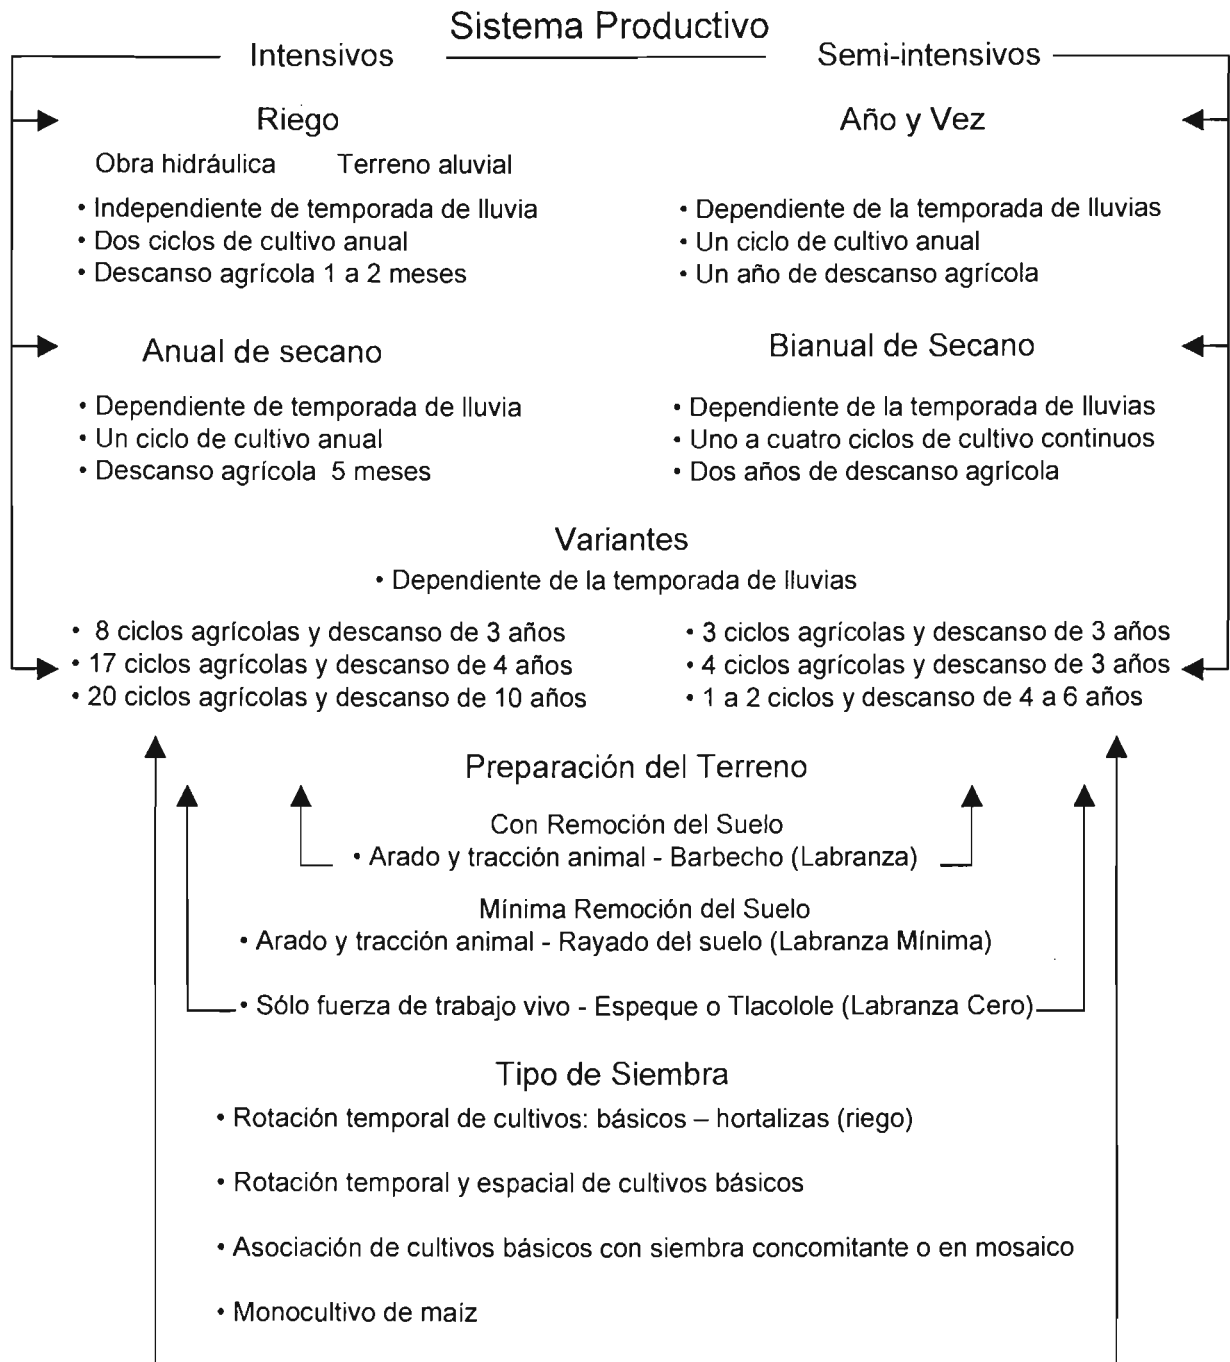 Sistema Productivo
Intensivos
Semi-intensivos
Riego
Obra hidráulica Terreno aluvial
• Independiente de temporada de lluvia
• Dos ciclos de cultivo anual
• Descanso agrícola 1 a 2 meses
Año y Vez
• Dependiente de la temporada de lluvias
• Un ciclo de cultivo anual
• Un año de descanso agrícola
Anual de secano
• Dependiente de temporada de lluvia
• Un ciclo de cultivo anual
• Descanso agrícola 5 meses
Bianual de Secano
• Dependiente de la temporada de lluvias
• Uno a cuatro ciclos de cultivo continuos
• Dos años de descanso agrícola
Variantes
• Dependiente de la temporada de lluvias
• 8 ciclos agrícolas y descanso de 3 años
• 17 ciclos agrícolas y descanso de 4 años
• 20 ciclos agrícolas y descanso de 10 años
• 3 ciclos agrícolas y descanso de 3 años
• 4 ciclos agrícolas y descanso de 3 años
• 1 a 2 ciclos y descanso de 4 a 6 años
Preparación del Terreno
Con Remoción del Suelo
• Arado y tracción animal - Barbecho (Labranza)
Mínima Remoción del Suelo
• Arado y tracción animal - Rayado del suelo (Labranza Mínima)
• Sólo fuerza de trabajo vivo - Espeque o Tlacolole (Labranza Cero)
Tipo de Siembra
• Rotación temporal de cultivos: básicos – hortalizas (riego)
• Rotación temporal y espacial de cultivos básicos
• Asociación de cultivos básicos con siembra concomitante o en mosaico
• Monocultivo de maíz